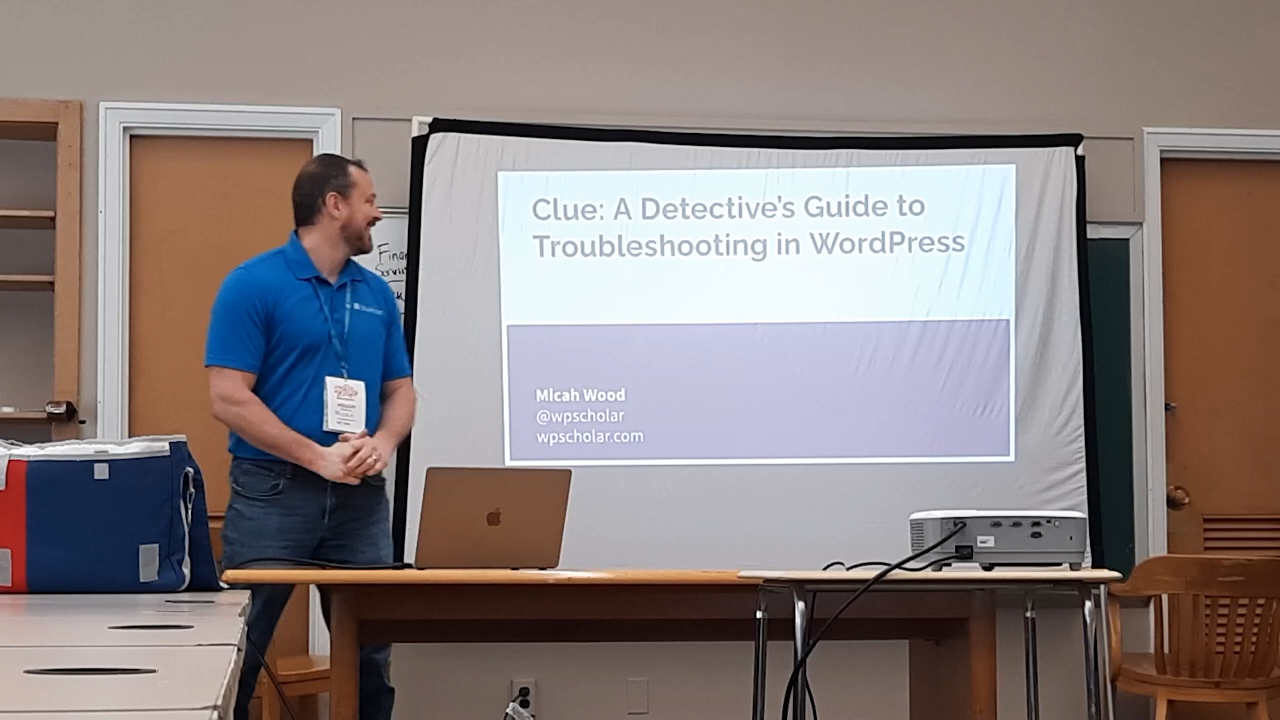 Clue: A Detective's Guide to
Troubleshooting in WordPress
Micah Wood
@wpscholar
wpscholar.com